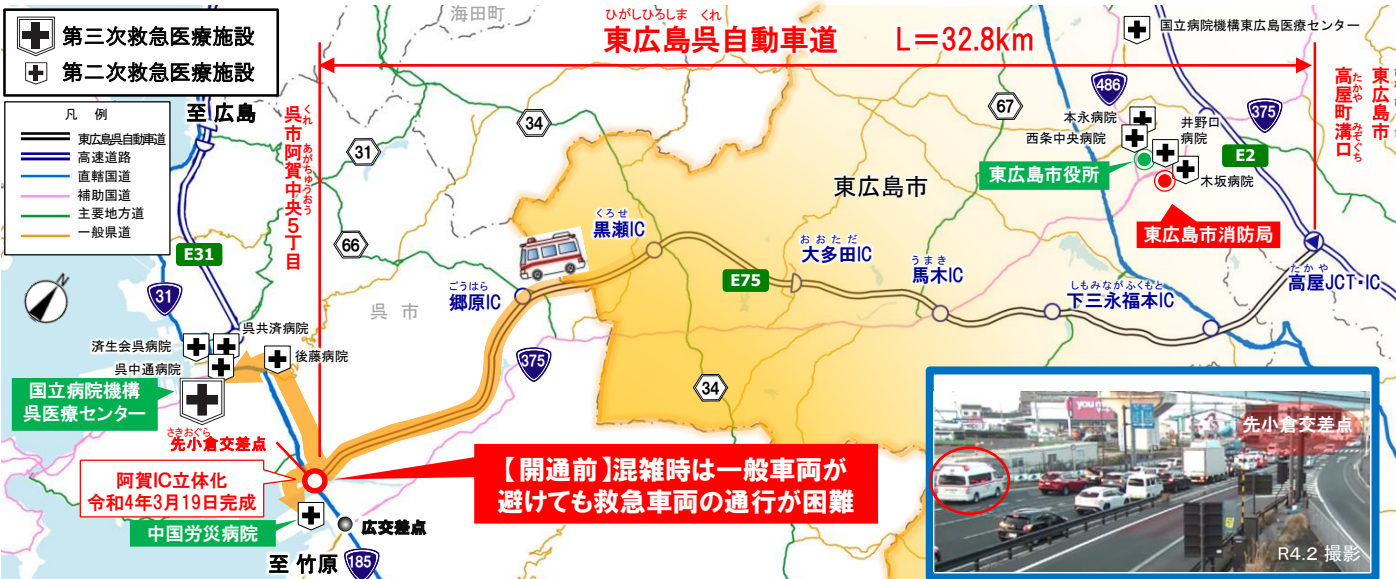 第三次救急医療施設
第二次救急医療施設
凡 例
東広島呉自動車道
高速道路
直轄国道
補助国道
主要地方道
一般県道
海田町
ひがしひろしま くれ
東広島呉自動車道 L=32.8km
国立病院機構東広島医療センター
至 広島
くれ あがちゅうおう
呉市阿賀中央5丁目
31
34
67
486
375
たかや みぞぐち
東広島市
高屋町溝口
本永病院
井野口
病院
西条中央病院
木坂病院
E2
東広島市役所
東広島市
東広島市消防局
E31
31
66
くろせ
黒瀬IC
おおただ
大多田IC
E75
うまき
馬木IC
しもみながふくもと
下三永福本IC
たかや
高屋JCT・IC
ごうはら
郷原IC
呉 市
375
34
呉共済病院
済生会呉病院
呉中通病院
後藤病院
国立病院機構
呉医療センター
さきおぐら
先小倉交差点
阿賀IC立体化
令和4年3月19日完成
中国労災病院
広交差点
至 竹原
185
【開通前】混雑時は一般車両が
避けても救急車両の通行が困難
you
先小倉交差点
R4.2 撮影
N